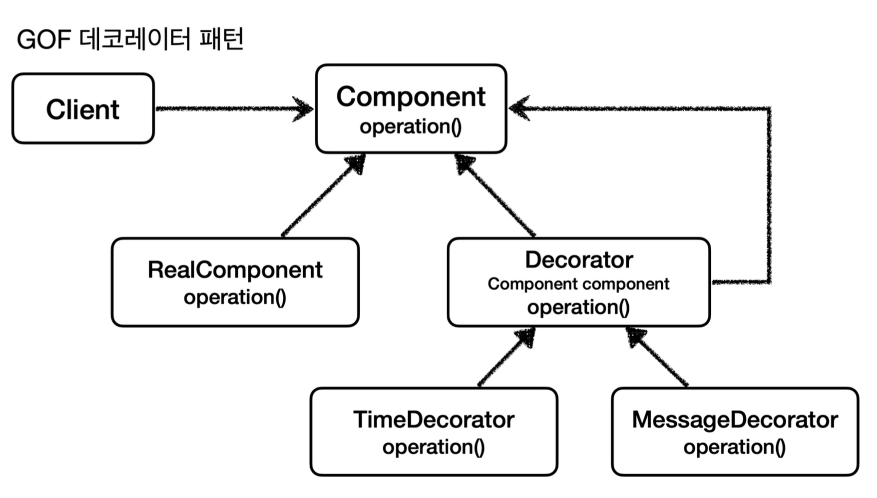 GOF 데코레이터 패턴
Client
Component
operation()
RealComponent
operation()
Decorator
Component component
operation()
TimeDecorator
operation()
MessageDecorator
operation()